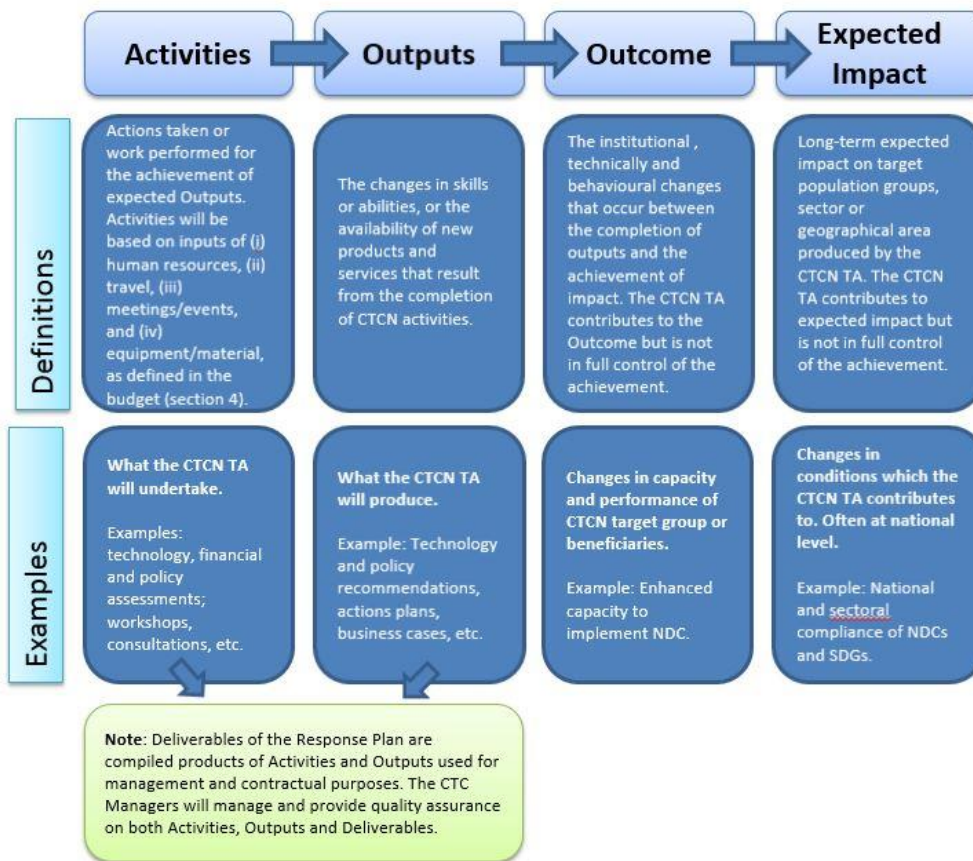 Activities
Outputs
Outcome
Expected
Impact
Definitions
Actions taken or
work performed for
the achievement of
expected Outputs.
Activities will be
based on inputs of (i)
human resources, (ii)
travel, (iii)
meetings/events,
and (iv)
equipment/material,
as defined in the
budget (section 4).
The changes in skills
or abilities, or the
availability of new
products and
services that result
from the completion
of CTCN activities.
The institutional ,
technically and
behavioural changes
that occur between
the completion of
outputs and the
achievement of
impact. The CTCN TA
contributes to the
Outcome but is not
in full control of the
achievement.
Long-term expected
impact on target
population groups,
sector or
geographical area
produced by the
CTCN TA. The CTCN
TA contributes to
expected impact but
is not in full control
of the achievement.
Examples
What the CTCN TA
will undertake.
Examples:
technology, financial
and policy
assessments;
workshops,
consultations, etc.
What the CTCN TA
will produce.
Example: Technology
and policy
recommendations,
actions plans,
business cases, etc.
Changes in capacity
and performance of
CTCN target group or
beneficiaries.
Example: Enhanced
capacity to
implement NDC.
Changes in
conditions which the
CTCN TA contributes
to. Often at national
level.
Example: National
and sectoral
compliance of NDCs
and SDGs.
Note: Deliverables of the Response Plan are
compiled products of Activities and Outputs used for
management and contractual purposes. The CTC
Managers will manage and provide quality assurance
on both Activities, Outputs and Deliverables.